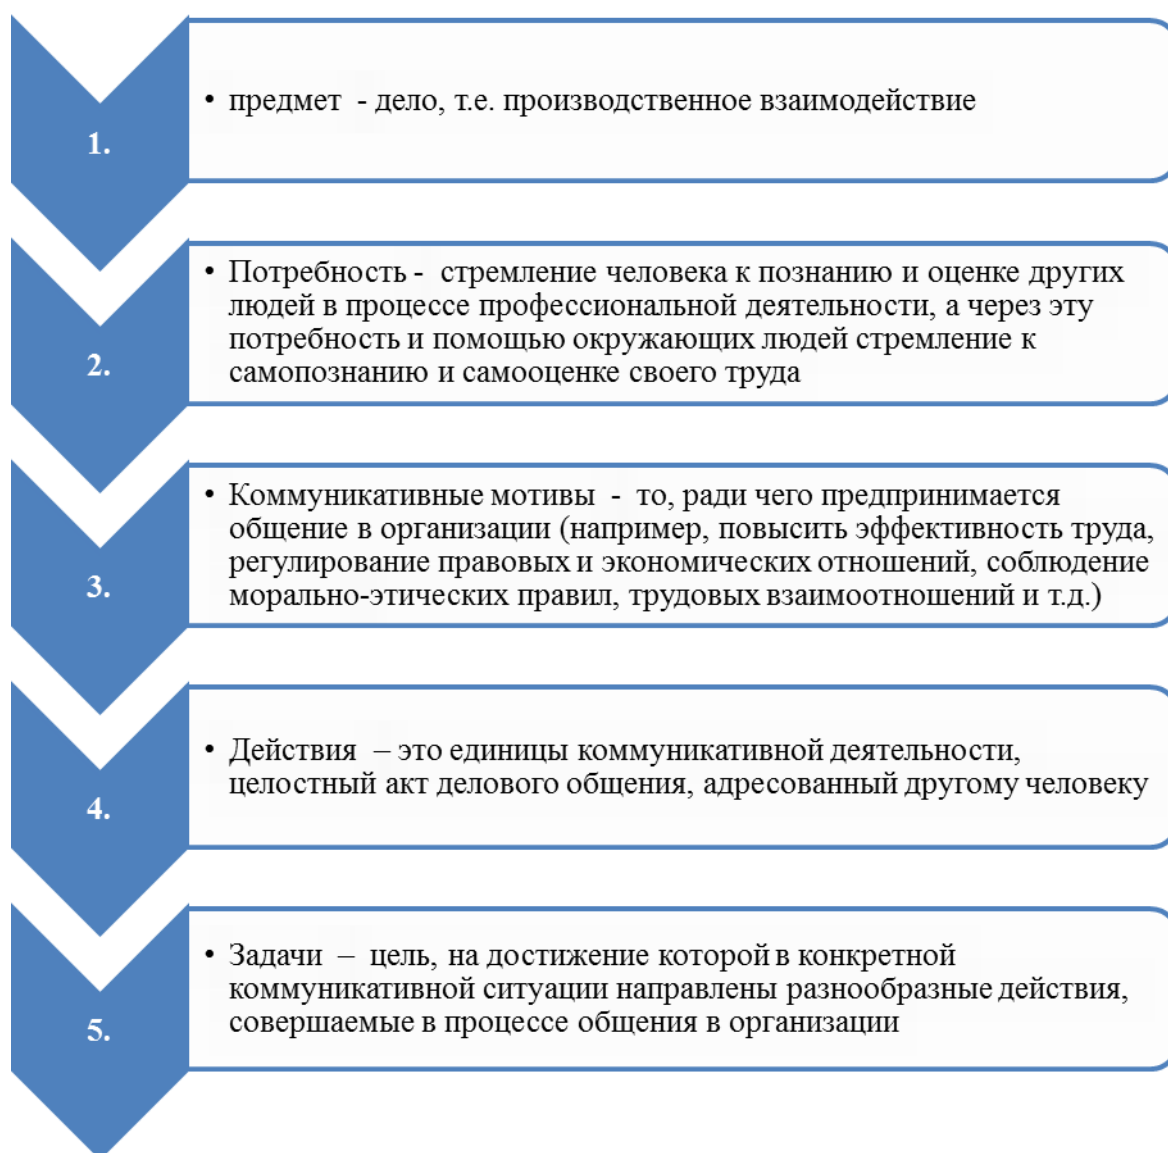 1.
• предмет - дело, т.е. производственное взаимодействие
2.
• Потребность - стремление человека к познанию и оценке других
людей в процессе профессиональной деятельности, а через эту
потребность и помощью окружающих людей стремление к
самопознанию и самооценке своего труда
3.
• Коммуникативные мотивы - то, ради чего предпринимается
общение в организации (например, повысить эффективность труда,
регулирование правовых и экономических отношений, соблюдение
морально-этических правил, трудовых взаимоотношений и т.д.)
4.
• Действия – это единицы коммуникативной деятельности,
целостный акт делового общения, адресованный другому человеку
5.
• Задачи – цель, на достижение которой в конкретной
коммуникативной ситуации направлены разнообразные действия,
совершаемые в процессе общения в организации